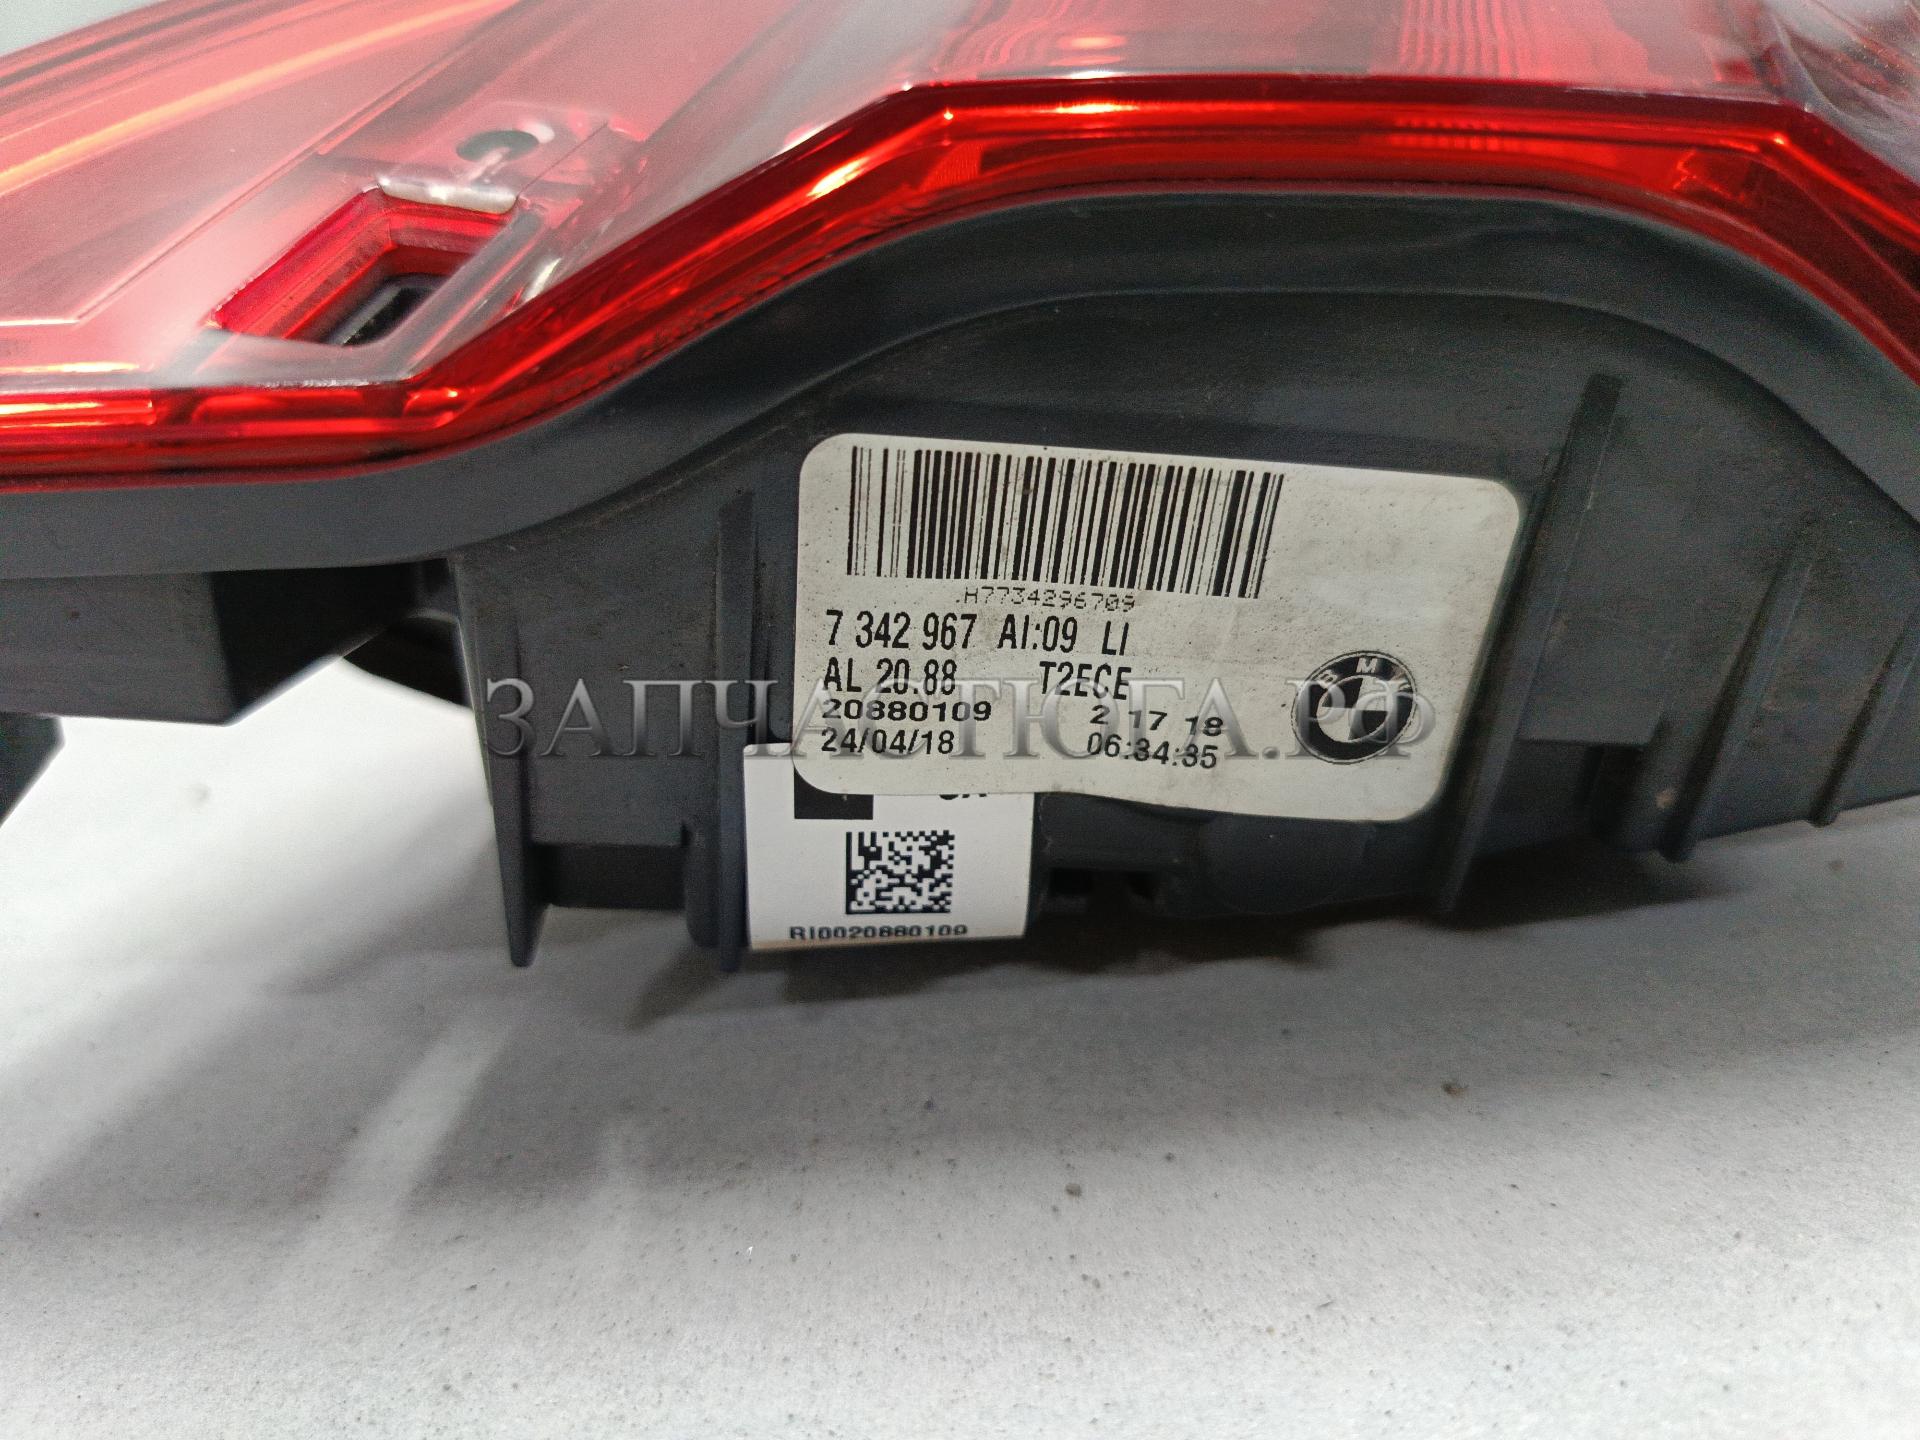 .H7734296709
7 342 967 AI:09 LI
AL 20.88 T2ECE
20880109 2 17 18
24/04/18 06:34:35
BMW
ЗАПЧАСТЮГА.РФ
RI0020880109